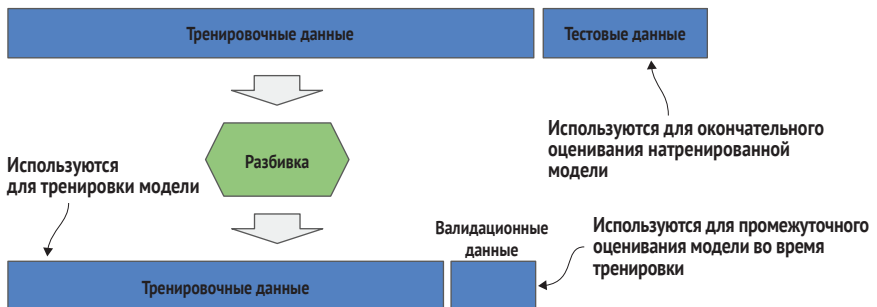 Тренировочные данные
Тестовые данные
Используются для окончательного
оценивания натренированной
модели
Разбивка
Используются
для тренировки модели
Валидационные
данные
Используются для промежуточного
оценивания модели во время
тренировки
Тренировочные данные